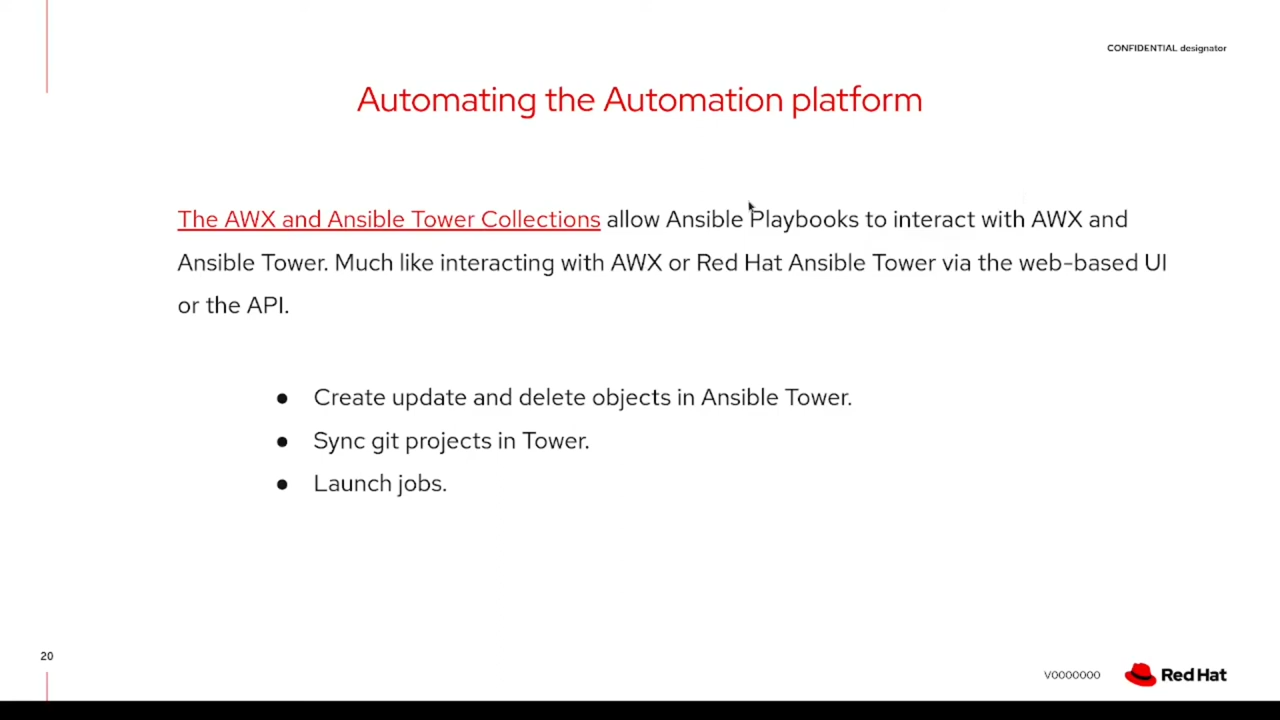 CONFIDENTIAL designator
Automating the Automation platform
The AWX and Ansible Tower Collections allow Ansible Playbooks to interact with AWX and
Ansible Tower. Much like interacting with AWX or Red Hat Ansible Tower via the web-based UI
or the API.
● Create update and delete objects in Ansible Tower.
● Sync git projects in Tower.
● Launch jobs.
20
V0000000
Red Hat